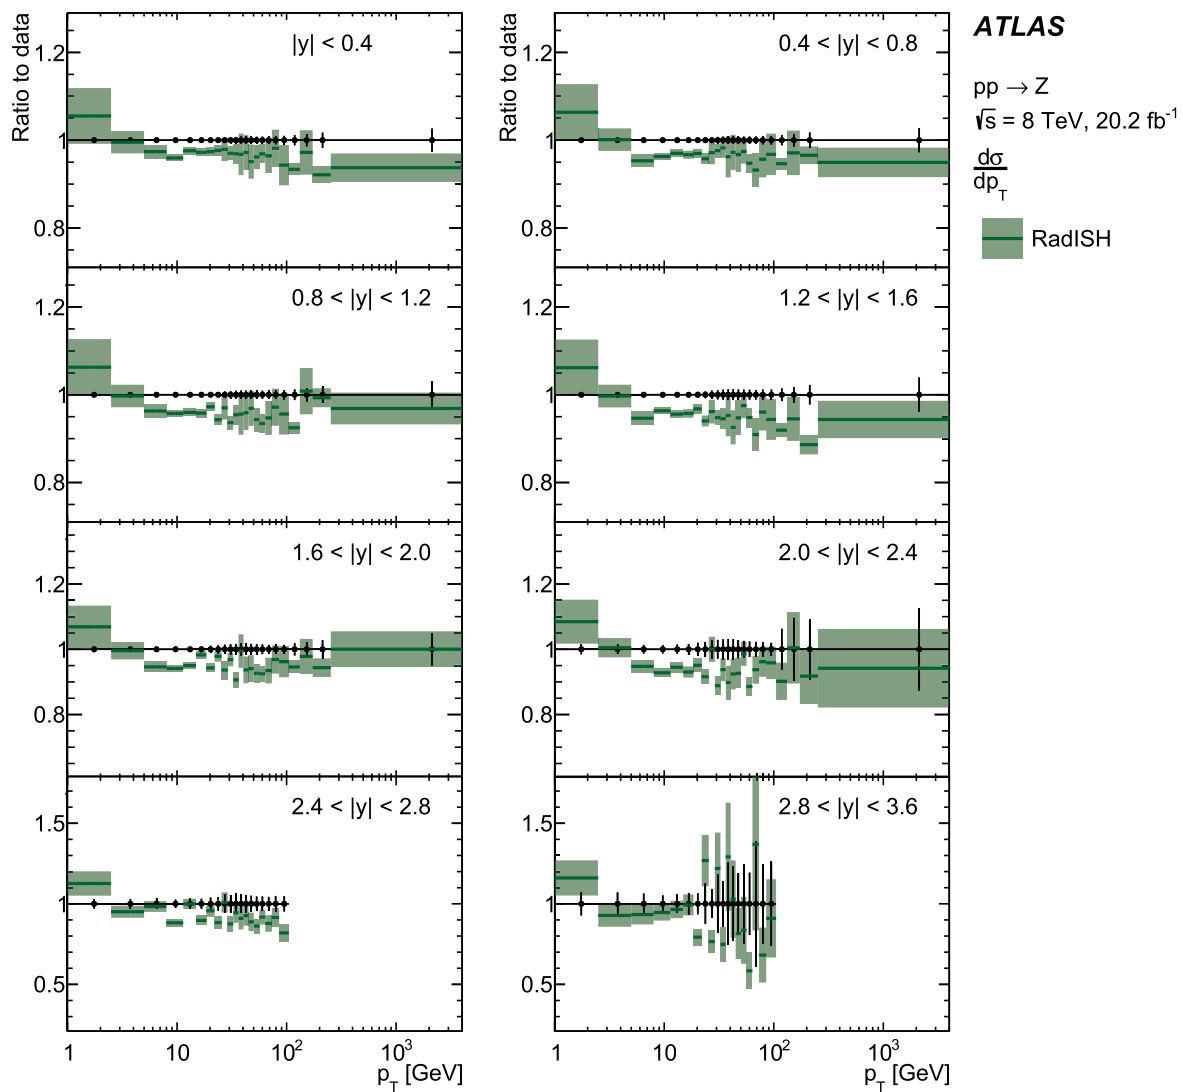 Ratio to data
|y| < 0.4
1.2
1
0.8
Ratio to data
0.4 < |y| < 0.8
1.2
1
0.8
ATLAS
pp → Z
√s = 8 TeV, 20.2 fb⁻¹
dσ
dp_T
RadISH
0.8 < |y| < 1.2
1.2
1
0.8
1.2 < |y| < 1.6
1.2
1
0.8
1.6 < |y| < 2.0
1.2
1
0.8
2.0 < |y| < 2.4
1.2
1
0.8
2.4 < |y| < 2.8
1.5
1
0.5
2.8 < |y| < 3.6
1.5
1
0.5
1 10 10² 10³
p_T [GeV]
1 10 10² 10³
p_T [GeV]